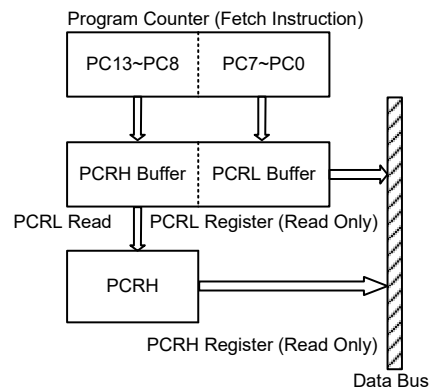 Program Counter (Fetch Instruction)
PC13~PC8
PC7~PC0
PCRH Buffer
PCRL Buffer
PCRL Read
PCRL Register (Read Only)
PCRH
PCRH Register (Read Only)
Data Bus